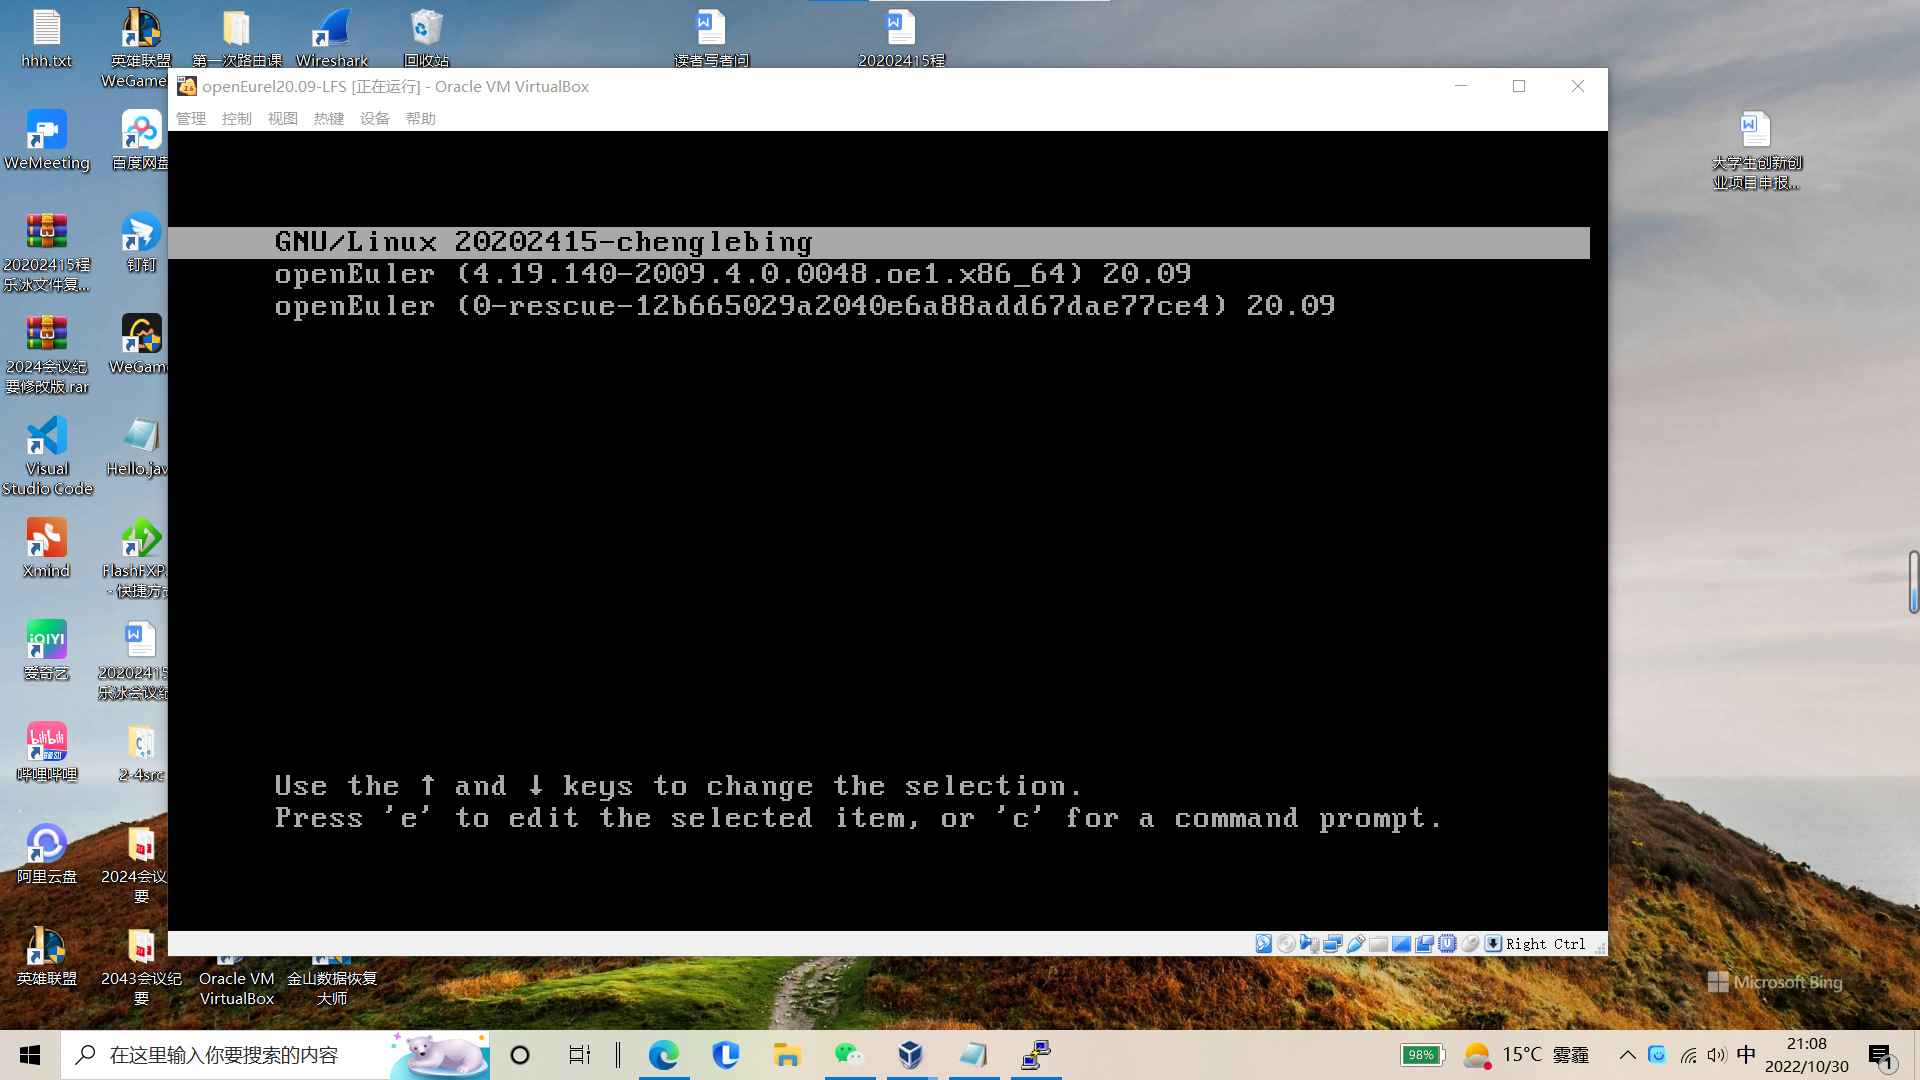 hhh.txt
英雄联盟
WeGame
第一次路由课
Wireshark
回收站
读者写者问
20202415程
openEurel20.09-LFS [正在运行] - Oracle VM VirtualBox
管理 控制 视图 热键 设备 帮助
GNU/Linux 20202415-chenglebing
openEuler (4.19.140-2009.4.0.0048.oe1.x86_64) 20.09
openEuler (0-rescue-12b665029a2040e6a88add67dae77ce4) 20.09
Use the ↑ and ↓ keys to change the selection.
Press 'e' to edit the selected item, or 'c' for a command prompt.
Right Ctrl
WeMeeting
百度网盘
大学生创新创
业项目申报...
20202415程
乐冰文件复...
钉钉
2024会议纪
要修改版.rar
WeGame
Visual
Studio Code
Hello.jav
Xmind
FlashFXP.
- 快捷方式
iQIYI
爱奇艺
20202415
乐冰会议纪
bilibili
哔哩哔哩
2-4src
阿里云盘
2024会议
要
英雄联盟
2043会议纪
要
Oracle VM
VirtualBox
金山数据恢复
大师
Microsoft Bing
在这里输入你要搜索的内容
98%
15°C 雾霾
中
21:08
2022/10/30
1